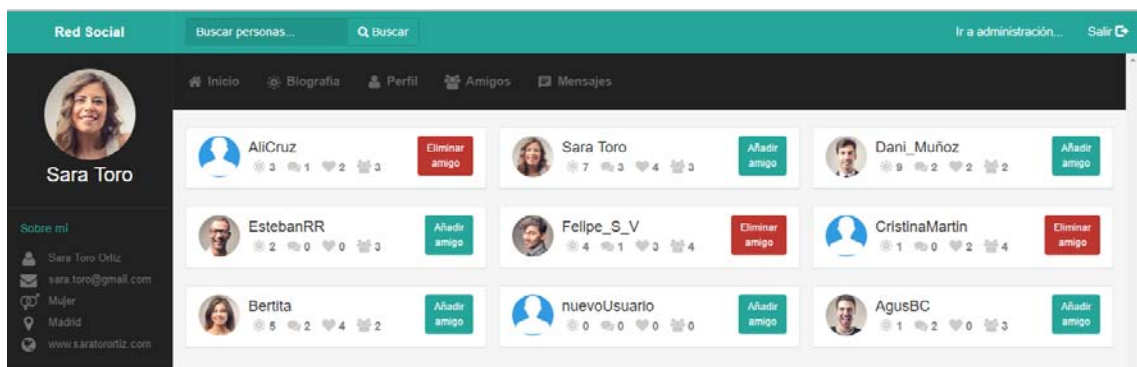 Red Social
Buscar personas...
Buscar
Ir a administración...
Salir
Inicio
Biografia
Perfil
Amigos
Mensajes
Sara Toro
Sobre mí
Sara Toro Ortiz
sara.toro@gmail.com
Mujer
Madrid
www.saratorortiz.com
AliCruz
3 1 2 3
Eliminar
amigo
Sara Toro
7 3 4 3
Añadir
amigo
Dani_Muñoz
9 2 2 2
Añadir
amigo
EstebanRR
2 0 0 3
Añadir
amigo
Felipe_S_V
4 1 3 4
Eliminar
amigo
CristinaMartin
1 0 2 4
Eliminar
amigo
Bertita
5 2 4 2
Añadir
amigo
nuevoUsuario
0 0 0 0
Añadir
amigo
AgusBC
1 2 0 3
Añadir
amigo